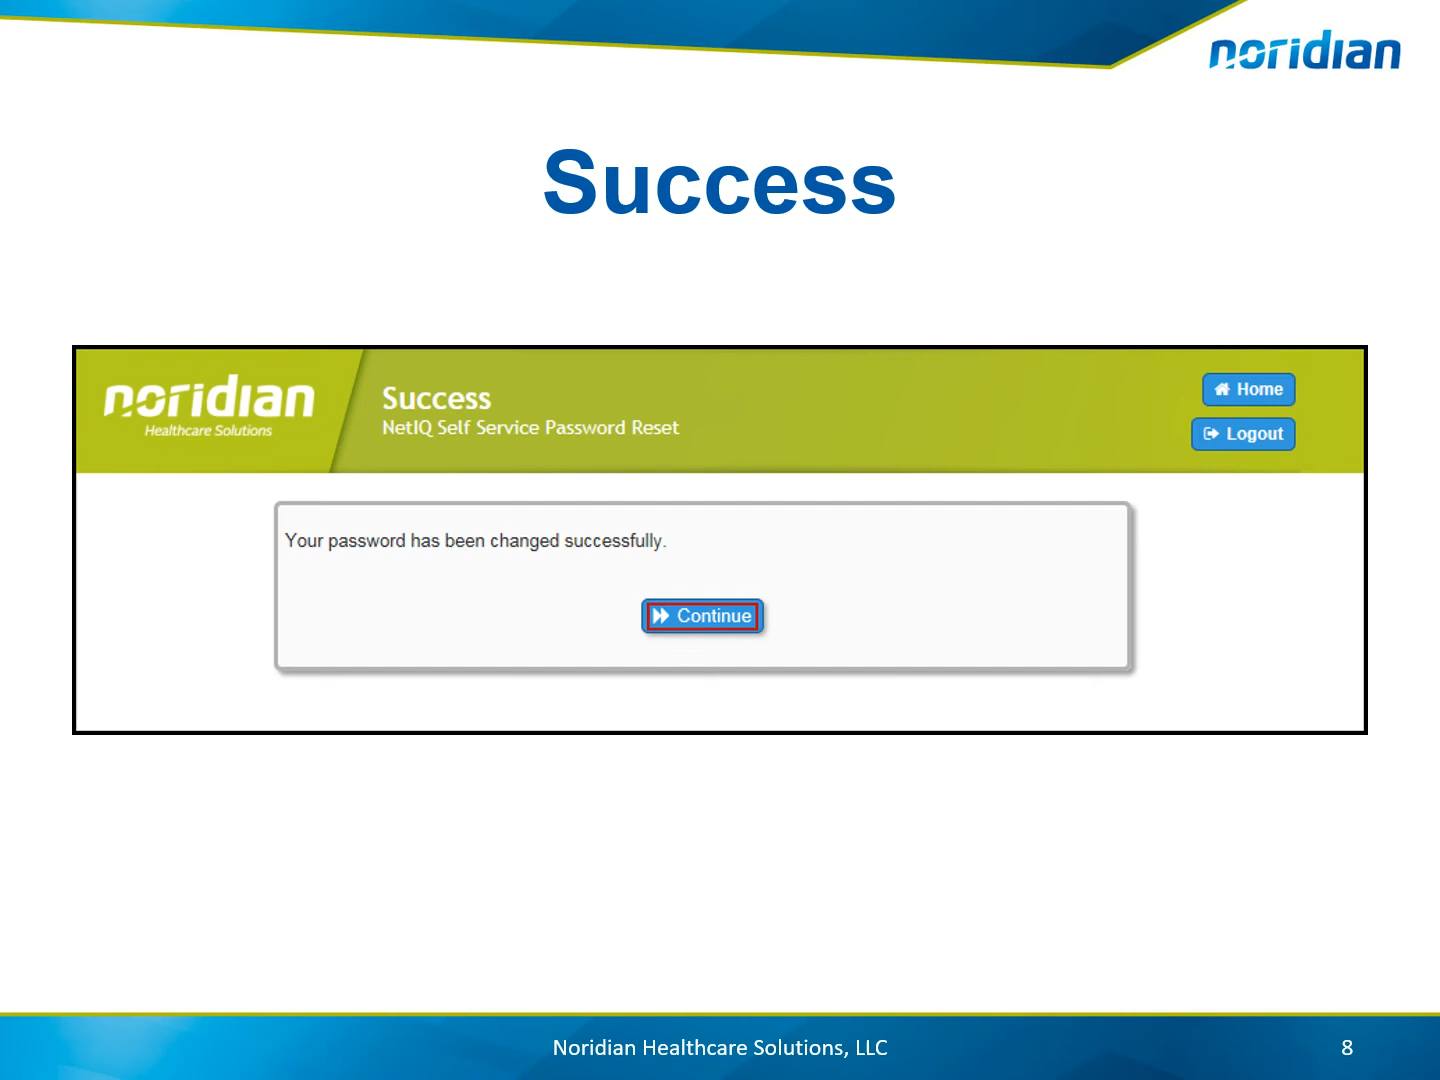 noridian
Success
noridian
Healthcare Solutions
Success
NetIQ Self Service Password Reset
Home
Logout
Your password has been changed successfully.
Continue
Noridian Healthcare Solutions, LLC
8